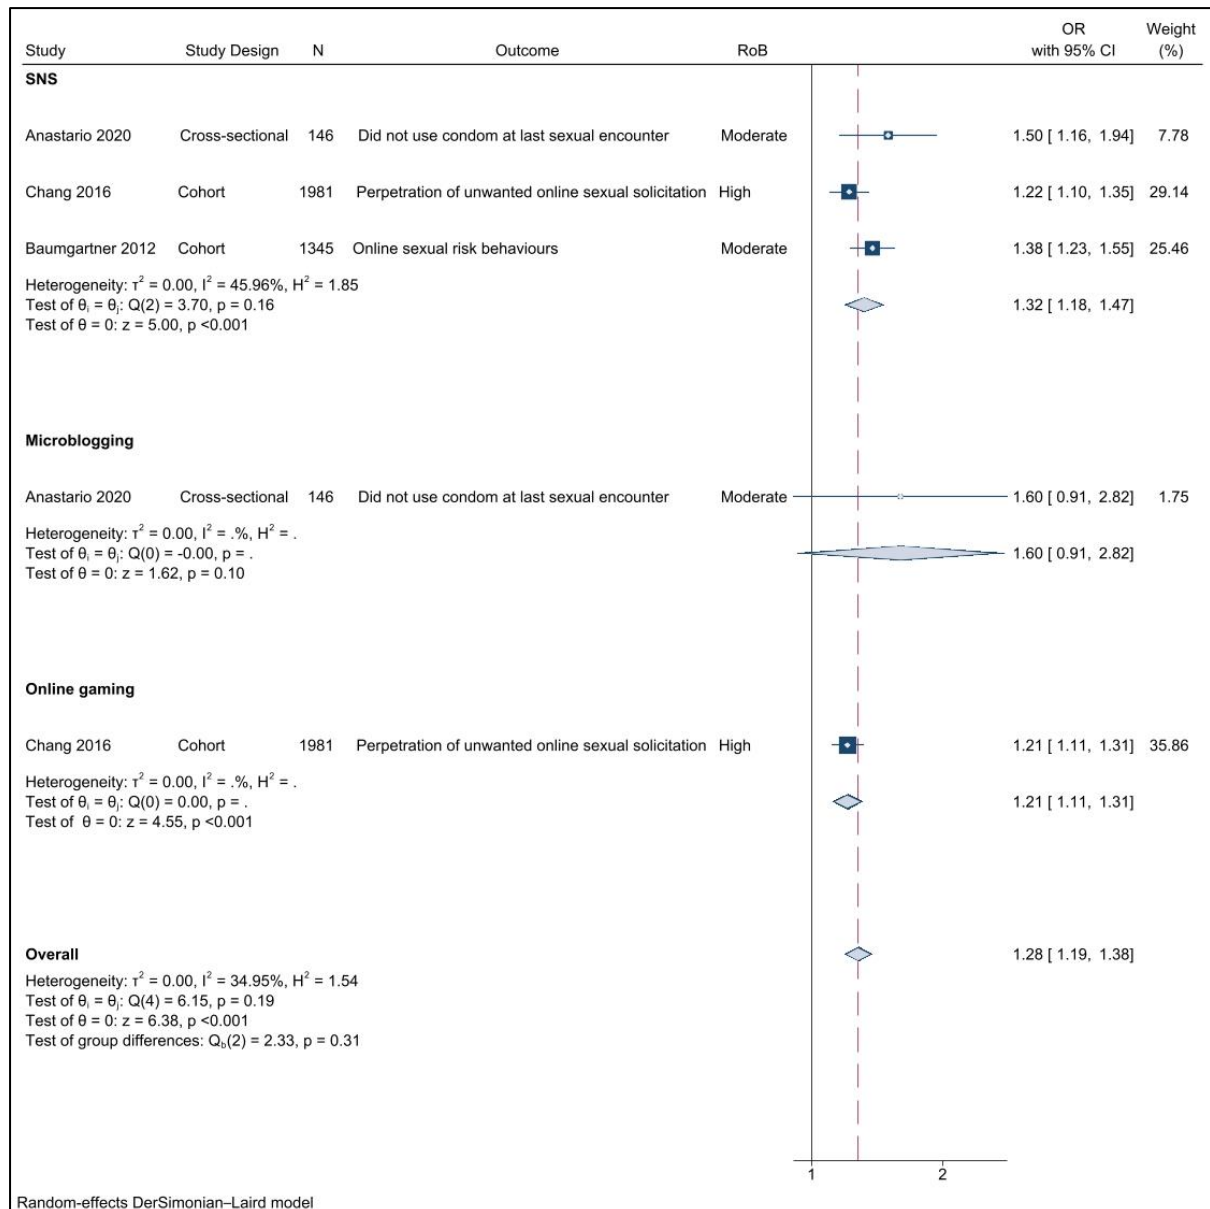 OR Weight
Study Study Design N Outcome RoB with 95% CI (%)
SNS
Anastario 2020 Cross-sectional 146 Did not use condom at last sexual encounter Moderate 1.50 [ 1.16, 1.94] 7.78
Chang 2016 Cohort 1981 Perpetration of unwanted online sexual solicitation High 1.22 [ 1.10, 1.35] 29.14
Baumgartner 2012 Cohort 1345 Online sexual risk behaviours Moderate 1.38 [ 1.23, 1.55] 25.46
Heterogeneity: τ² = 0.00, I² = 45.96%, H² = 1.85
Test of θᵢ = θⱼ: Q(2) = 3.70, p = 0.16 1.32 [ 1.18, 1.47]
Test of θ = 0: z = 5.00, p <0.001
Microblogging
Anastario 2020 Cross-sectional 146 Did not use condom at last sexual encounter Moderate 1.60 [ 0.91, 2.82] 1.75
Heterogeneity: τ² = 0.00, I² = .%, H² = .
Test of θᵢ = θⱼ: Q(0) = -0.00, p = . 1.60 [ 0.91, 2.82]
Test of θ = 0: z = 1.62, p = 0.10
Online gaming
Chang 2016 Cohort 1981 Perpetration of unwanted online sexual solicitation High 1.21 [ 1.11, 1.31] 35.86
Heterogeneity: τ² = 0.00, I² = .%, H² = .
Test of θᵢ = θⱼ: Q(0) = 0.00, p = . 1.21 [ 1.11, 1.31]
Test of θ = 0: z = 4.55, p <0.001
Overall 1.28 [ 1.19, 1.38]
Heterogeneity: τ² = 0.00, I² = 34.95%, H² = 1.54
Test of θᵢ = θⱼ: Q(4) = 6.15, p = 0.19
Test of θ = 0: z = 6.38, p <0.001
Test of group differences: Q_b(2) = 2.33, p = 0.31
1 2
Random-effects DerSimonian–Laird model